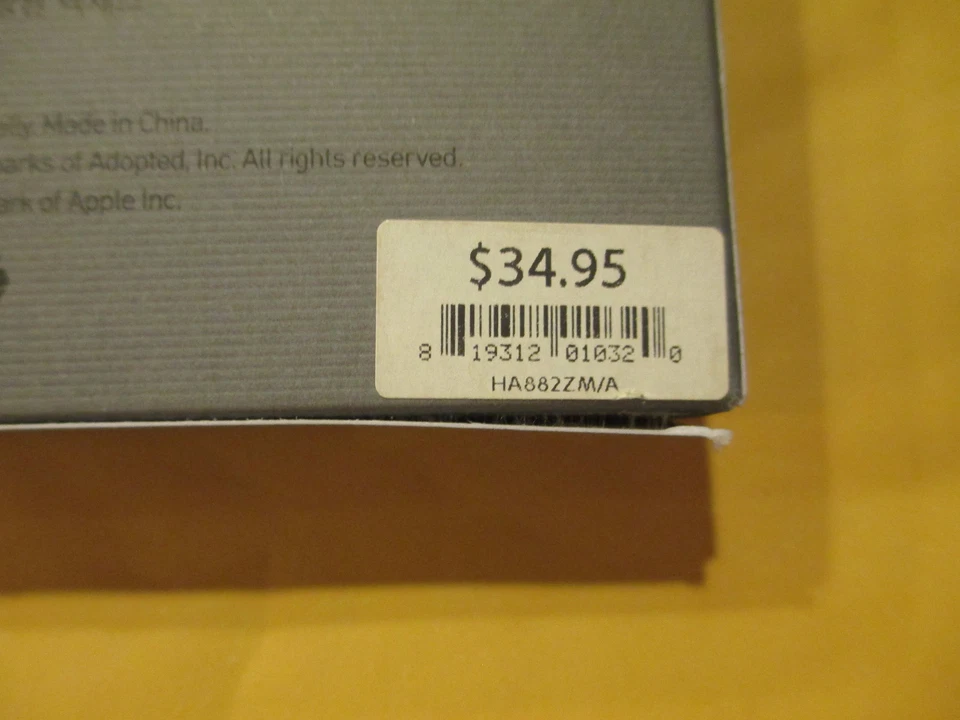 Made in China.
arks of Adopted, Inc. All rights reserved.
ark of Apple Inc.
$34.95
8 19312 01032 0
HA882ZM/A